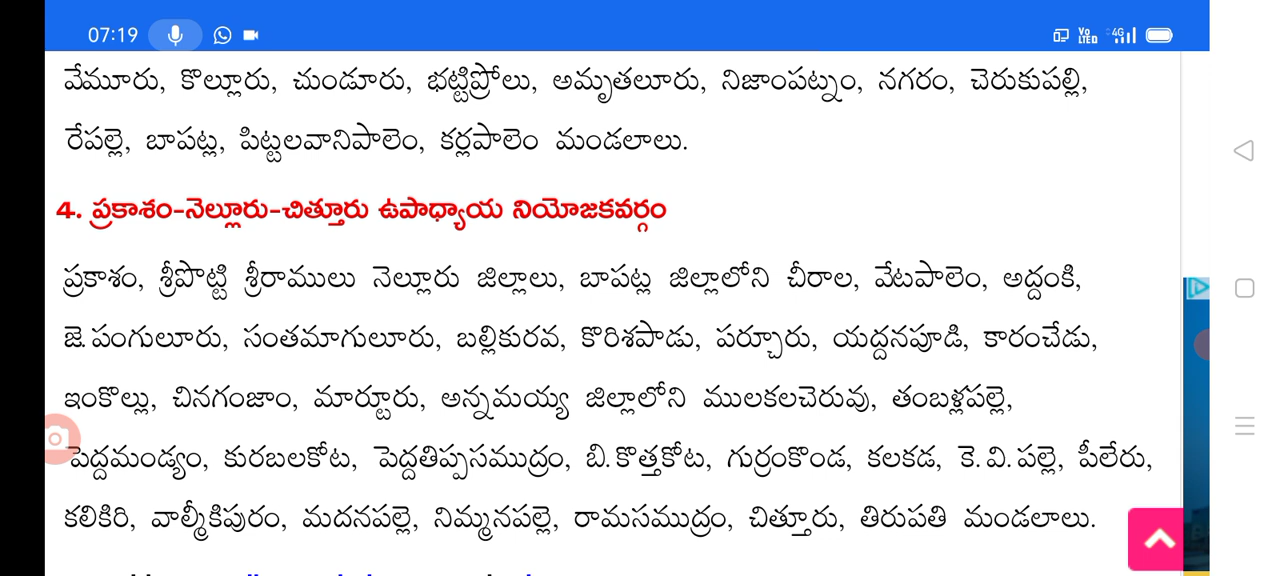 07:19
వేమూరు, కొల్లూరు, చుండూరు, భట్టిప్రోలు, అమృతలూరు, నిజాంపట్నం, నగరం, చెరుకుపల్లి,
రేపల్లె, బాపట్ల, పిట్టలవానిపాలెం, కర్లపాలెం మండలాలు.
4. ప్రకాశం-నెల్లూరు-చిత్తూరు ఉపాధ్యాయ నియోజకవర్గం
ప్రకాశం, శ్రీపొట్టి శ్రీరాములు నెల్లూరు జిల్లాలు, బాపట్ల జిల్లాలోని చీరాల, వేటపాలెం, అద్దంకి,
జె.పంగులూరు, సంతమాగులూరు, బల్లికురవ, కొరిశపాడు, పర్చూరు, యద్దనపూడి, కారంచేడు,
ఇంకొల్లు, చినగంజాం, మార్టూరు, అన్నమయ్య జిల్లాలోని ములకలచెరువు, తంబళ్లపల్లె,
పెద్దమండ్యం, కురబలకోట, పెద్దతిప్పసముద్రం, బి.కొత్తకోట, గుర్రంకొండ, కలకడ, కె.వి.పల్లె, పీలేరు,
కలికిరి, వాల్మీకిపురం, మదనపల్లె, నిమ్మనపల్లె, రామసముద్రం, చిత్తూరు, తిరుపతి మండలాలు.